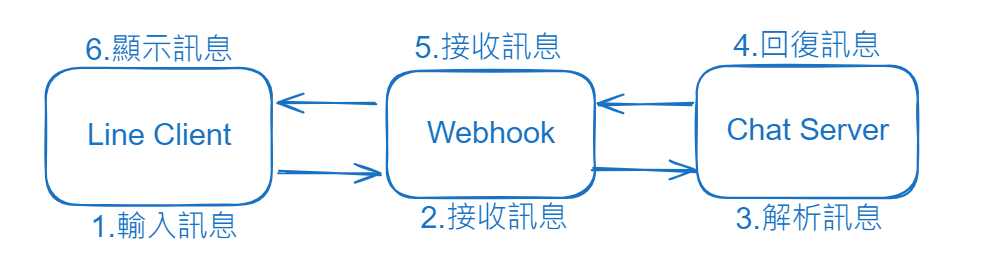 6.顯示訊息
5.接收訊息
4.回復訊息
Line Client
Webhook
Chat Server
1.輸入訊息
2.接收訊息
3.解析訊息